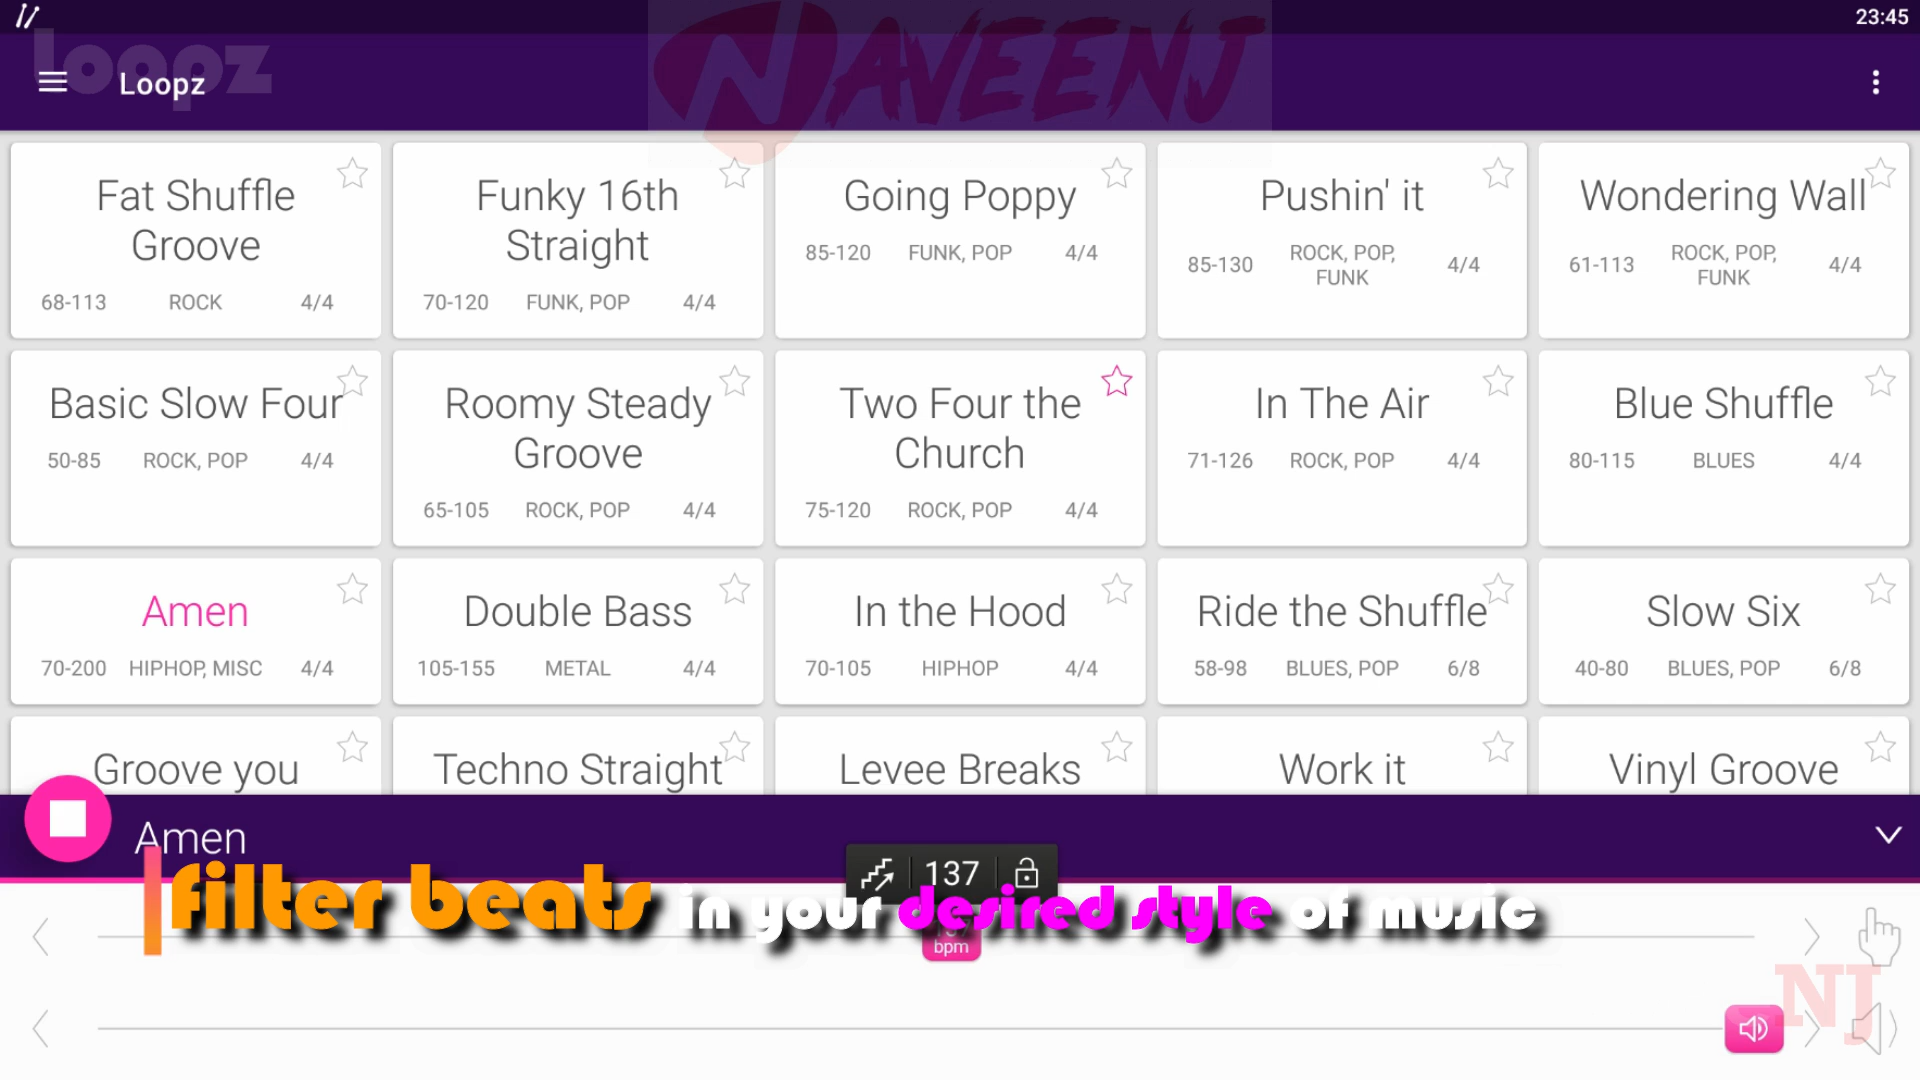 23:45
loopz
NAVEENJ
Loopz
Fat Shuffle
Groove
68-113 ROCK 4/4
Funky 16th
Straight
70-120 FUNK, POP 4/4
Going Poppy
85-120 FUNK, POP 4/4
Pushin' it
85-130 ROCK, POP,
FUNK 4/4
Wondering Wall
61-113 ROCK, POP,
FUNK 4/4
Basic Slow Four
50-85 ROCK, POP 4/4
Roomy Steady
Groove
65-105 ROCK, POP 4/4
Two Four the
Church
75-120 ROCK, POP 4/4
In The Air
71-126 ROCK, POP 4/4
Blue Shuffle
80-115 BLUES 4/4
Amen
70-200 HIPHOP, MISC 4/4
Double Bass
105-155 METAL 4/4
In the Hood
70-105 HIPHOP 4/4
Ride the Shuffle
58-98 BLUES, POP 6/8
Slow Six
40-80 BLUES, POP 6/8
Groove you
Techno Straight
Levee Breaks
Work it
Vinyl Groove
Amen
137
filter beats in your desired style of music
bpm
NJ